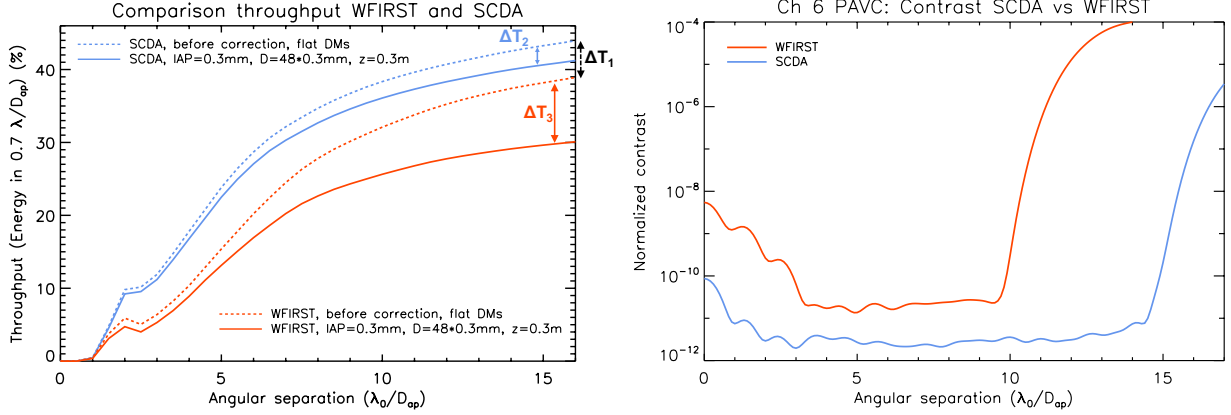 Comparison throughput WFIRST and SCDA
Throughput (Energy in 0.7 λ/D_ap) (%)
SCDA, before correction, flat DMs
SCDA, IAP=0.3mm, D=48*0.3mm, z=0.3m
ΔT₂
ΔT₁
ΔT₃
WFIRST, before correction, flat DMs
WFIRST, IAP=0.3mm, D=48*0.3mm, z=0.3m
40
30
20
10
0
0 5 10 15
Angular separation (λ₀/D_ap)
Ch 6 PAVC: Contrast SCDA vs WFIRST
Normalized contrast
WFIRST
SCDA
10⁻⁴
10⁻⁶
10⁻⁸
10⁻¹⁰
10⁻¹²
0 5 10 15
Angular separation (λ₀/D_ap)